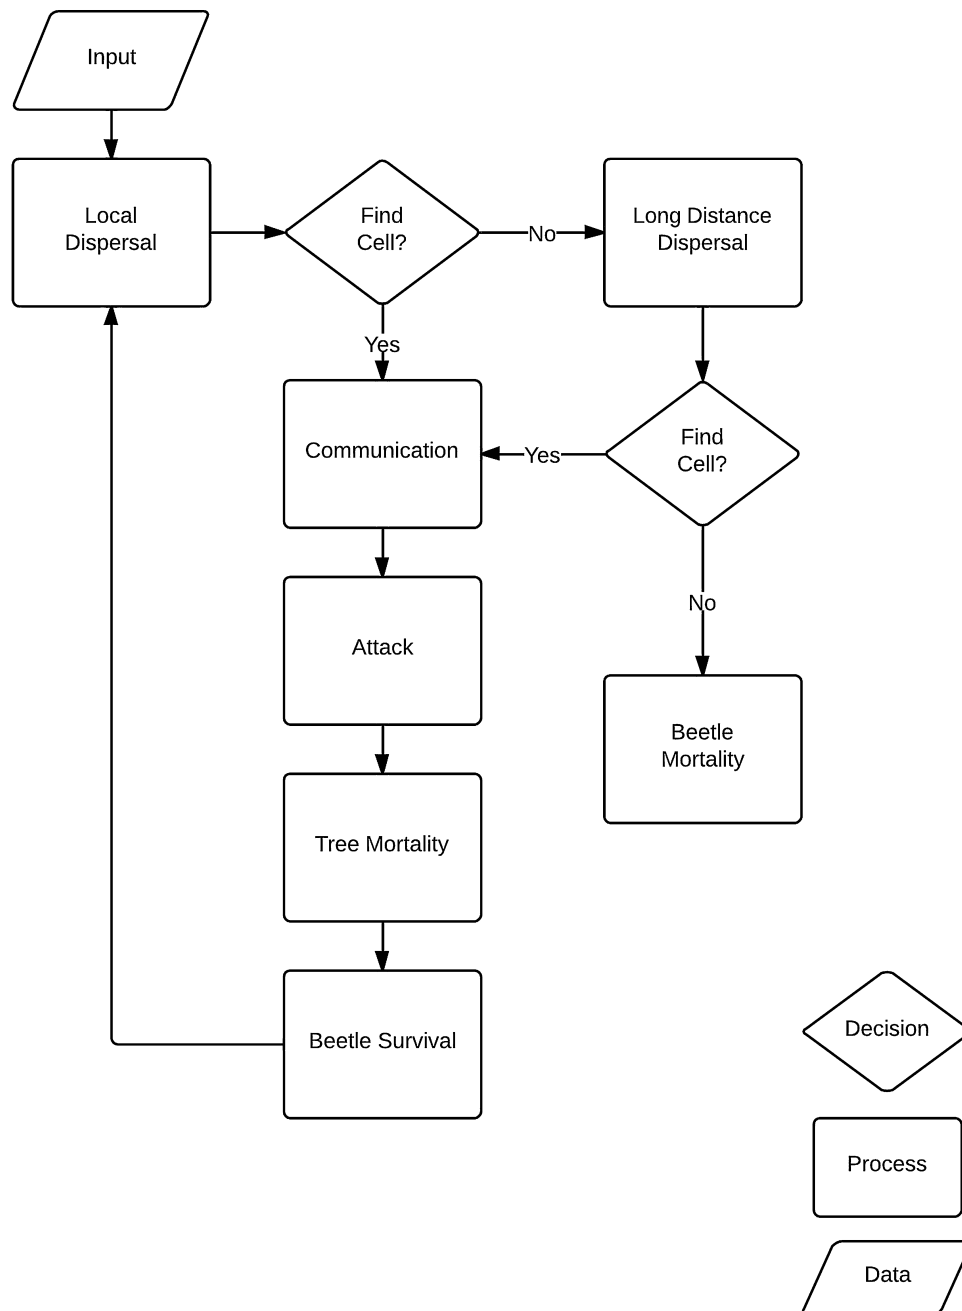 Input
Local
Dispersal
Find
Cell?
No
Long Distance
Dispersal
Yes
Communication
Yes
Find
Cell?
Attack
No
Beetle
Mortality
Tree Mortality
Beetle Survival
Decision
Process
Data